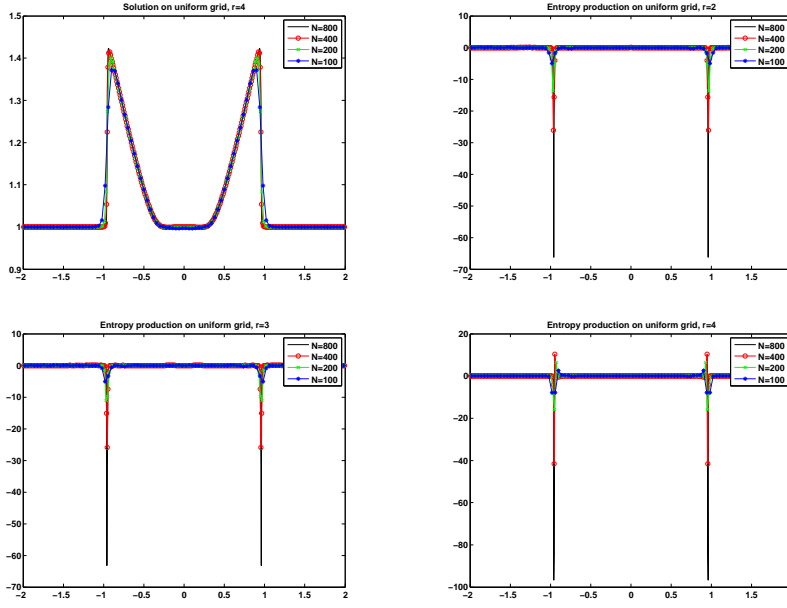 Solution on uniform grid, r=4
1.5
1.4
1.3
1.2
1.1
1
0.9
−2 −1.5 −1 −0.5 0 0.5 1 1.5 2
N=800
N=400
N=200
N=100
Entropy production on uniform grid, r=2
10
0
−10
−20
−30
−40
−50
−60
−70
−2 −1.5 −1 −0.5 0 0.5 1 1.5
N=800
N=400
N=200
N=100
Entropy production on uniform grid, r=3
10
0
−10
−20
−30
−40
−50
−60
−70
−2 −1.5 −1 −0.5 0 0.5 1 1.5 2
N=800
N=400
N=200
N=100
Entropy production on uniform grid, r=4
20
0
−20
−40
−60
−80
−100
−2 −1.5 −1 −0.5 0 0.5 1 1.5
N=800
N=400
N=200
N=100